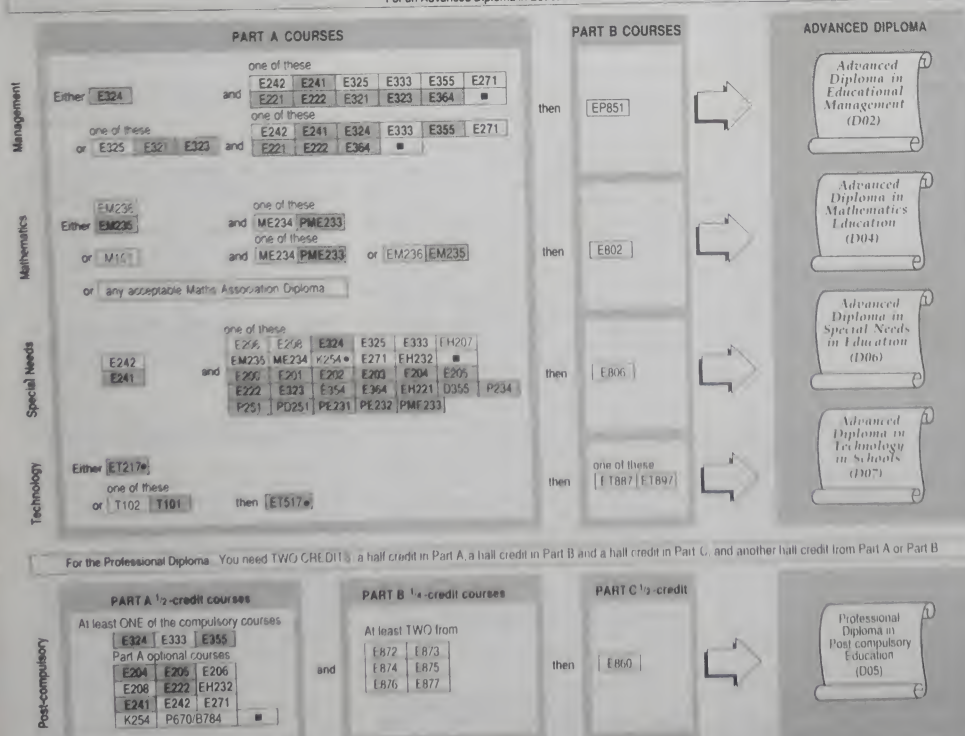 PART A COURSES
PART B COURSES
ADVANCED DIPLOMA
Management
one of these
Either E324 and E242 E241 E325 E333 E355 E271
E221 E222 E321 E323 E364 ■
one of these
or one of these E325 E321 E323 and E242 E241 E324 E333 E355 E271
E221 E222 E364 ■
then EP851
Advanced
Diploma in
Educational
Management
(D02)
Mathematics
EM236
Either EM235 and one of these ME234 PME233
or and one of these ME234 PME233 or EM236 EM235
or any acceptable Maths Association Diploma
then E802
Advanced
Diploma in
Mathematics
Education
(D04)
Special Needs
E242
E241
and
one of these
E206 E208 E324 E325 E333 EH207
EM235 ME234 K254● E271 EH232 ■
E200 E201 E202 E203 E204 E205
E222 E323 E354 E364 EH221 D355 P234
P251 PD251 PE231 PE232 PME233
then E806
Advanced
Diploma in
Special Needs
in Education
(D06)
Technology
Either ET217●
one of these
or T102 T101 then ET517●
then
one of these
ET887 ET897
Advanced
Diploma in
Technology
in Schools
(D07)
For the Professional Diploma You need TWO CREDITS, a half credit in Part A, a half credit in Part B and a half credit in Part C, and another half credit from Part A or Part B
Post-compulsory
PART A 1/2-credit courses
At least ONE of the compulsory courses
E324 E333 E355
Part A optional courses
E204 E205 E206
E208 E222 EH232
E241 E242 E271
K254 P670/B784 ■
and
PART B 1/4-credit courses
At least TWO from
E872 E873
E874 E875
E876 E877
then
PART C 1/2-credit
E860
Professional
Diploma in
Post compulsory
Education
(D05)